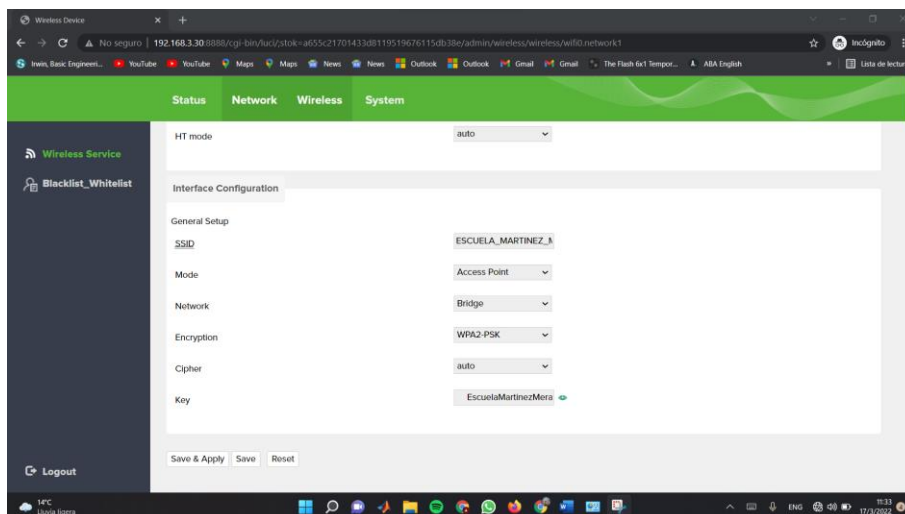 Wireless Device
No seguro 192.168.3.30:8888/cgi-bin/luci/;stok=a655c21701433d8119519676115db38e/admin/wireless/wireless/wifi0.network1
Incógnito
Irwin, Basic Engineeri... YouTube YouTube Maps Maps News News Outlook Outlook Gmail Gmail The Flash 6x1 Tempor... ABA English Lista de lectur
Status Network Wireless System
Wireless Service
Blacklist_Whitelist
HT mode auto
Interface Configuration
General Setup
SSID ESCUELA_MARTINEZ_M
Mode Access Point
Network Bridge
Encryption WPA2-PSK
Cipher auto
Key EscuelaMartinezMera
Save & Apply Save Reset
Logout
14°C
Lluvia ligera
ENG
11:33
17/3/2022